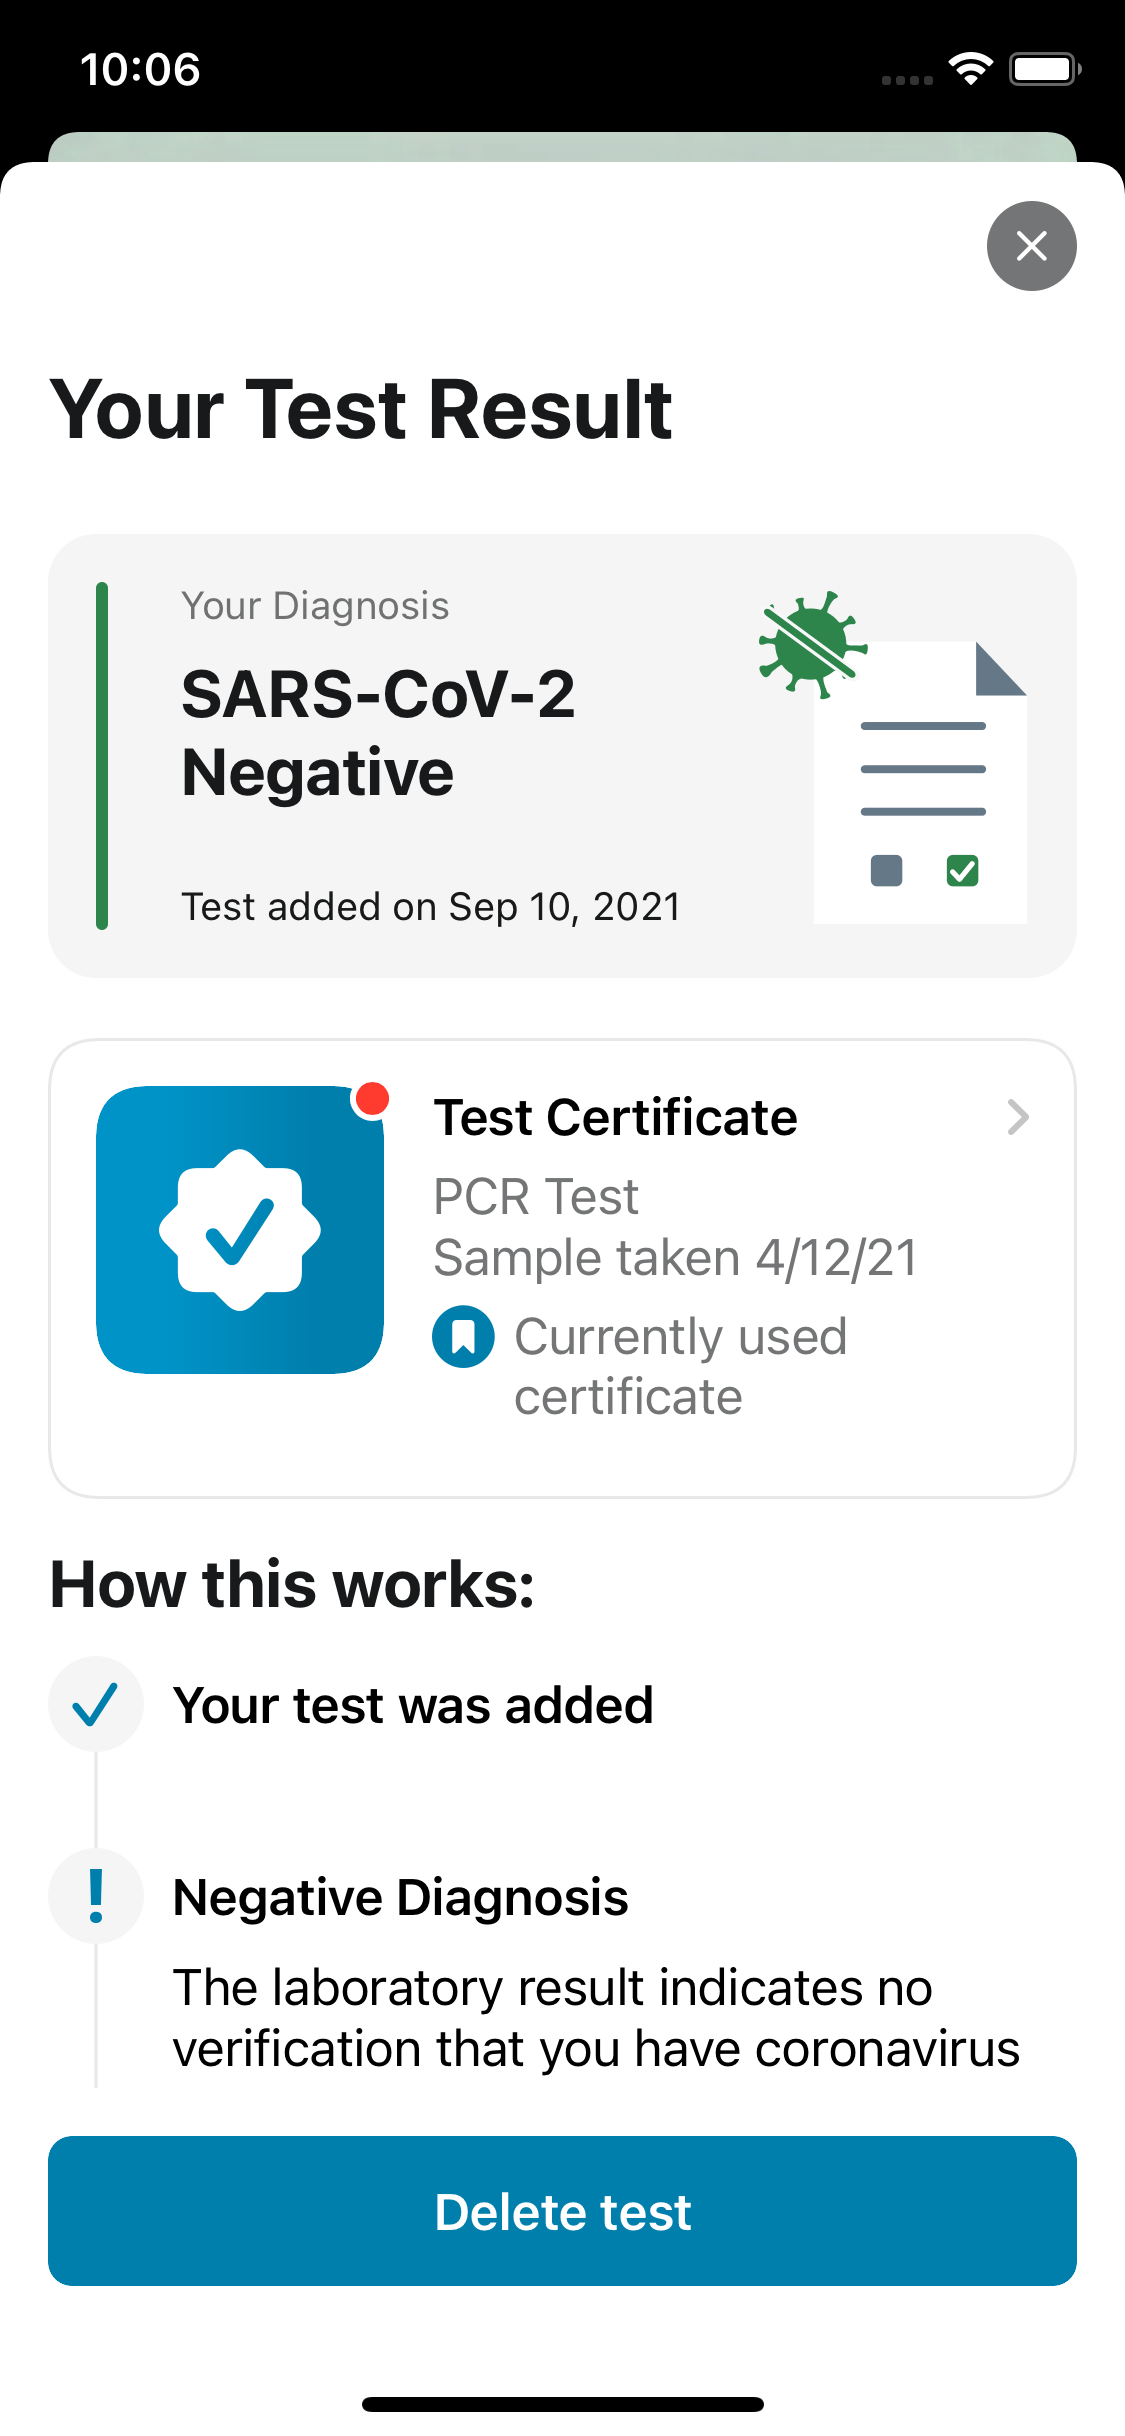 10:06
Your Test Result
Your Diagnosis
SARS-CoV-2
Negative
Test added on Sep 10, 2021
Test Certificate
PCR Test
Sample taken 4/12/21
Currently used
certificate
How this works:
Your test was added
Negative Diagnosis
The laboratory result indicates no
verification that you have coronavirus
Delete test